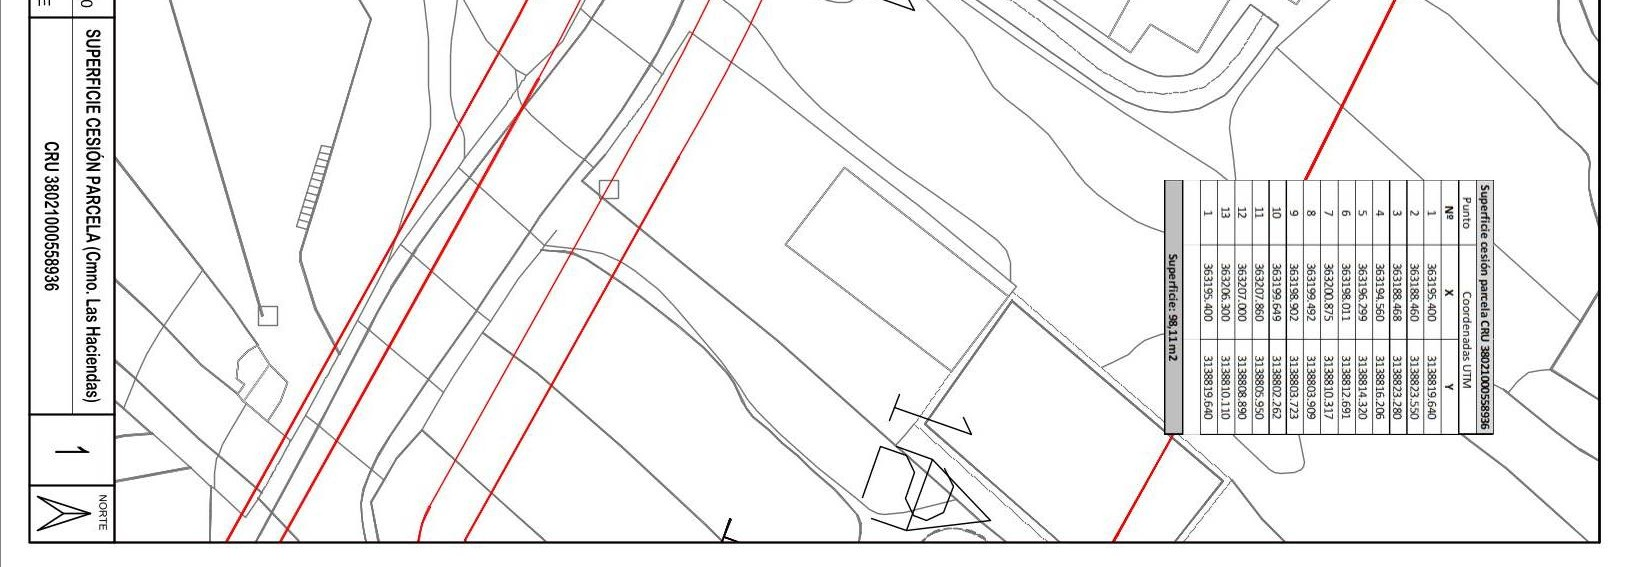 Superficie cesión parcela CRU 38021000558936
Punto Coordenadas UTM
Nº X Y
1 363195.400 3138819.640
2 363188.460 3138823.550
3 363188.468 3138823.280
4 363194.560 3138816.206
5 363196.299 3138814.320
6 363198.011 3138812.691
7 363200.875 3138810.317
8 363199.492 3138803.909
9 363198.902 3138803.723
10 363199.649 3138802.262
11 363207.860 3138805.950
12 363207.000 3138808.890
13 363206.300 3138810.110
1 363195.400 3138819.640
Superficie: 98,11 m2
SUPERFICIE CESIÓN PARCELA (Cmno. Las Haciendas)
CRU 38021000558936
1
NORTE